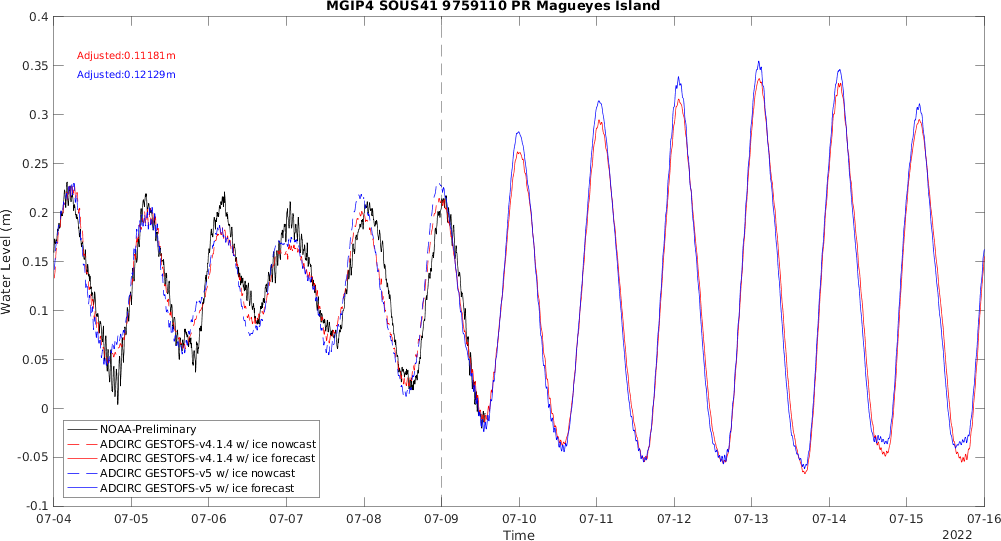 MGIP4 SOUS41 9759110 PR Magueyes Island
0.4
0.35
0.3
0.25
0.2
0.15
0.1
0.05
0
-0.05
-0.1
Water Level (m)
Adjusted:0.11181m
Adjusted:0.12129m
NOAA-Preliminary
ADCIRC GESTOFS-v4.1.4 w/ ice nowcast
ADCIRC GESTOFS-v4.1.4 w/ ice forecast
ADCIRC GESTOFS-v5 w/ ice nowcast
ADCIRC GESTOFS-v5 w/ ice forecast
07-04 07-05 07-06 07-07 07-08 07-09 07-10 07-11 07-12 07-13 07-14 07-15 07-16
Time
2022